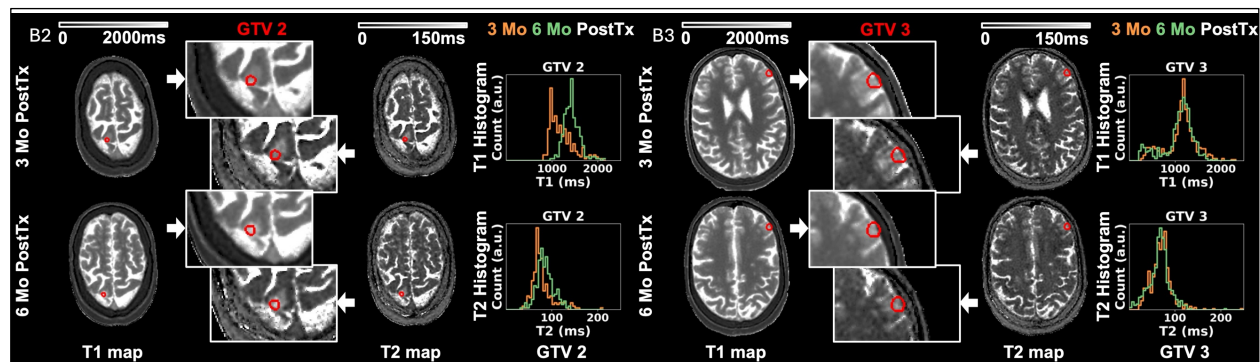 B2
0 2000ms
GTV 2
0 150ms
3 Mo 6 Mo PostTx
3 Mo PostTx
GTV 2
T1 Histogram
Count (a.u.)
1000 2000
T1 (ms)
6 Mo PostTx
GTV 2
T2 Histogram
Count (a.u.)
100 200
T2 (ms)
T1 map
T2 map
GTV 2
B3
0 2000ms
GTV 3
0 150ms
3 Mo 6 Mo PostTx
3 Mo PostTx
GTV 3
T1 Histogram
Count (a.u.)
1000 2000
T1 (ms)
6 Mo PostTx
GTV 3
T2 Histogram
Count (a.u.)
100 200
T2 (ms)
T1 map
T2 map
GTV 3